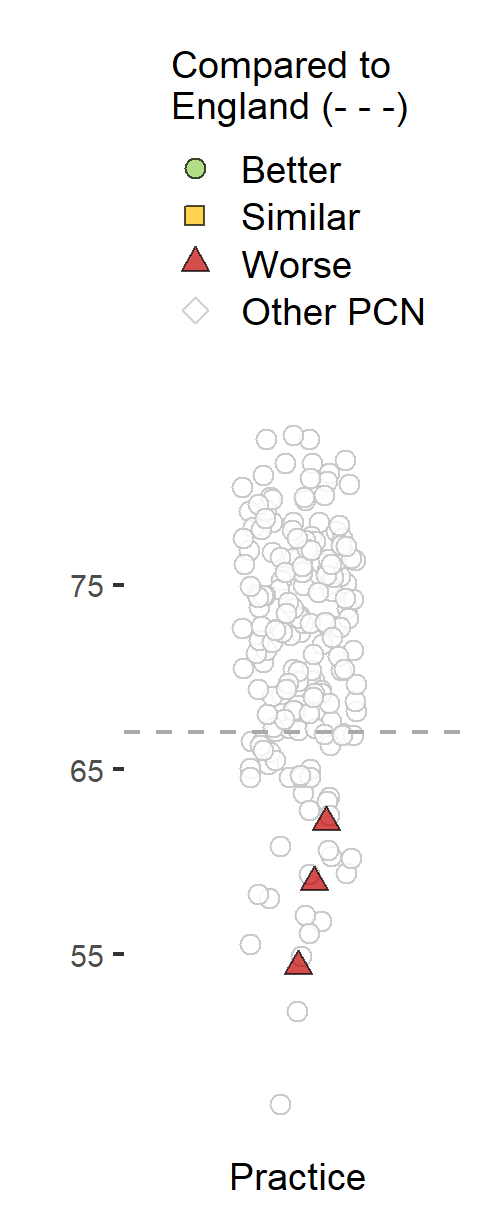 Compared to
England (- - -)
Better
Similar
Worse
Other PCN
75
65
55
Practice